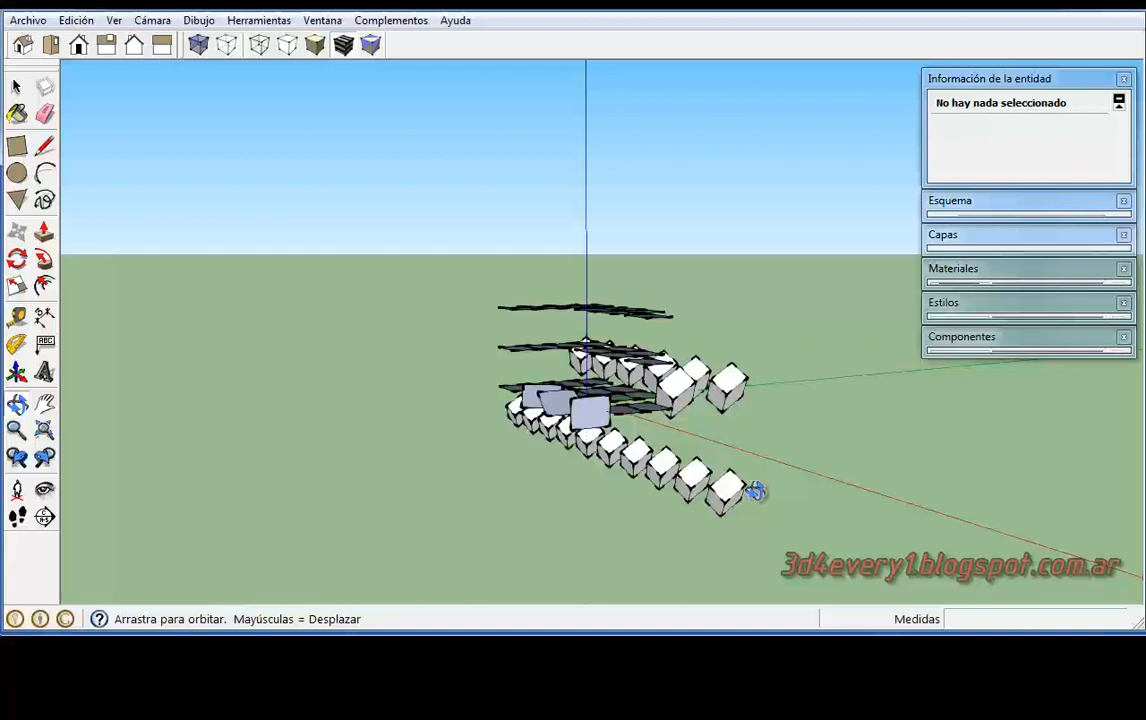 Archivo Edición Ver Cámara Dibujo Herramientas Ventana Complementos Ayuda
Información de la entidad
No hay nada seleccionado
Esquema
Capas
Materiales
Estilos
Componentes
3d4every1.blogspot.com.ar
Arrastra para orbitar. Mayúsculas = Desplazar
Medidas